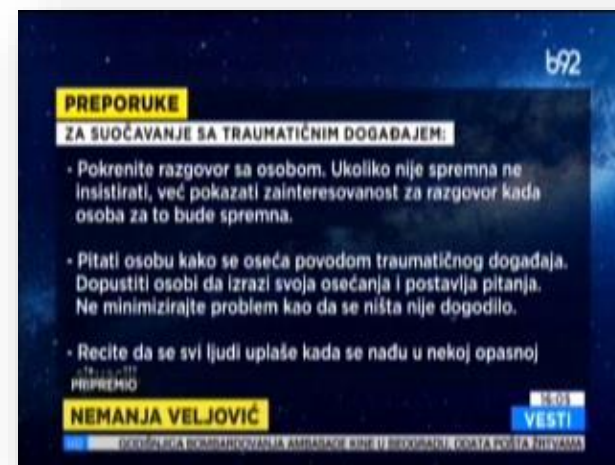 b92
PREPORUKE
ZA SUOČAVANJE SA TRAUMATIČNIM DOGAĐAJEM:
• Pokrenite razgovor sa osobom. Ukoliko nije spremna ne
insistirati, već pokazati zainteresovanost za razgovor kada
osoba za to bude spremna.
• Pitati osobu kako se oseća povodom traumatičnog događaja.
Dopustiti osobi da izrazi svoja osećanja i postavlja pitanja.
Ne minimizirajte problem kao da se ništa nije dogodilo.
• Recite da se svi ljudi uplaše kada se nađu u nekoj opasnoj
PRIPREMIO
16:05
NEMANJA VELJOVIĆ
VESTI
GODIŠNJICA BOMBARDOVANJA AMBASADE KINE U BEOGRADU, ODATA POŠTA ŽRTVAMA